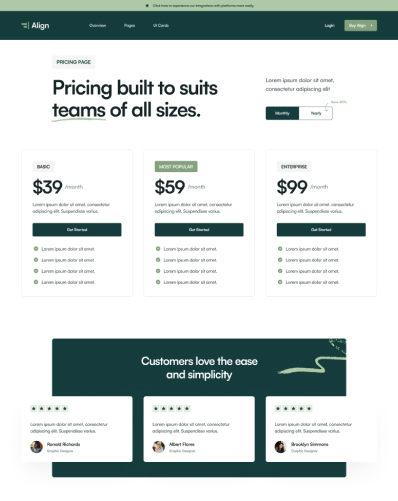 Click here to experience our integrations with platforms more easily.
Align
Overview
Pages
UI Cards
Login
Buy Align
PRICING PAGE
Pricing built to suits
teams of all sizes.
Lorem ipsum dolor sit amet,
consectetur adipiscing elit
Monthly
Yearly
BASIC
$39 /month
Lorem ipsum dolor sit amet, consectetur
adipiscing elit. Suspendisse varius.
Get Started
Lorem ipsum dolor sit amet.
Lorem ipsum dolor sit amet.
Lorem ipsum dolor sit amet.
Lorem ipsum dolor sit amet.
MOST POPULAR
$59 /month
Lorem ipsum dolor sit amet, consectetur
adipiscing elit. Suspendisse varius.
Get Started
Lorem ipsum dolor sit amet.
Lorem ipsum dolor sit amet.
Lorem ipsum dolor sit amet.
Lorem ipsum dolor sit amet.
ENTERPRISE
$99 /month
Lorem ipsum dolor sit amet, consectetur
adipiscing elit. Suspendisse varius.
Get Started
Lorem ipsum dolor sit amet.
Lorem ipsum dolor sit amet.
Lorem ipsum dolor sit amet.
Lorem ipsum dolor sit amet.
Customers love the ease
and simplicity
Lorem ipsum dolor sit amet, consectetur
adipiscing elit. Suspendisse varius.
Ronald Richards
Graphic Designer
Lorem ipsum dolor sit amet, consectetur
adipiscing elit. Suspendisse varius.
Albert Flores
Graphic Designer
Lorem ipsum dolor sit amet, consectetur
adipiscing elit. Suspendisse varius.
Brooklyn Simmons
Graphic Designer